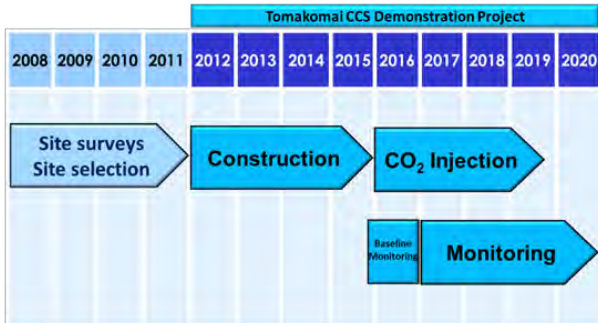 Tomakomai CCS Demonstration Project
2008 2009 2010 2011 2012 2013 2014 2015 2016 2017 2018 2019 2020
Site surveys
Site selection
Construction
CO₂ Injection
Baseline
Monitoring
Monitoring